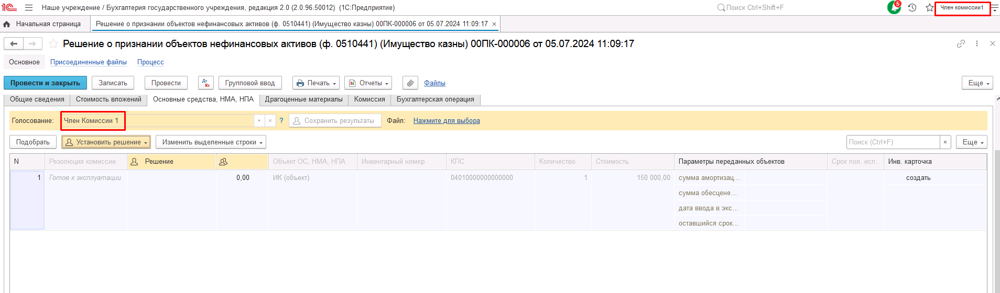 1С Наше учреждение / Бухгалтерия государственного учреждения, редакция 2.0 (2.0.96.50012) (1С:Предприятие) Поиск Ctrl+Shift+F 5 Член комиссии1
Начальная страница Решение о признании объектов нефинансовых активов (ф. 0510441) (Имущество казны) 00ПК-000006 от 05.07.2024 11:09:17 ×
Решение о признании объектов нефинансовых активов (ф. 0510441) (Имущество казны) 00ПК-000006 от 05.07.2024 11:09:17
Основное Присоединенные файлы Процесс
Провести и закрыть Записать Провести Дт Кт Групповой ввод Печать Отчеты Файлы Еще
Общие сведения Стоимость вложений Основные средства, НМА, НПА Драгоценные материалы Комиссия Бухгалтерская операция
Голосование: Член Комиссии 1 × ? Сохранить результаты Файл: Нажмите для выбора
Подобрать Установить решение Изменить выделенные строки Поиск (Ctrl+F) × Еще
N Резолюция комиссии Решение Объект ОС, НМА, НПА Инвентарный номер КПС Количество Стоимость Параметры переданных объектов Срок пол. исп. Инв. карточка
1 Готов к эксплуатации 0,00 ИК (объект) 04010000000000000 1 150 000,00 сумма амортизац... создать
сумма обесцене...
дата ввода в экс...
оставшийся срок...